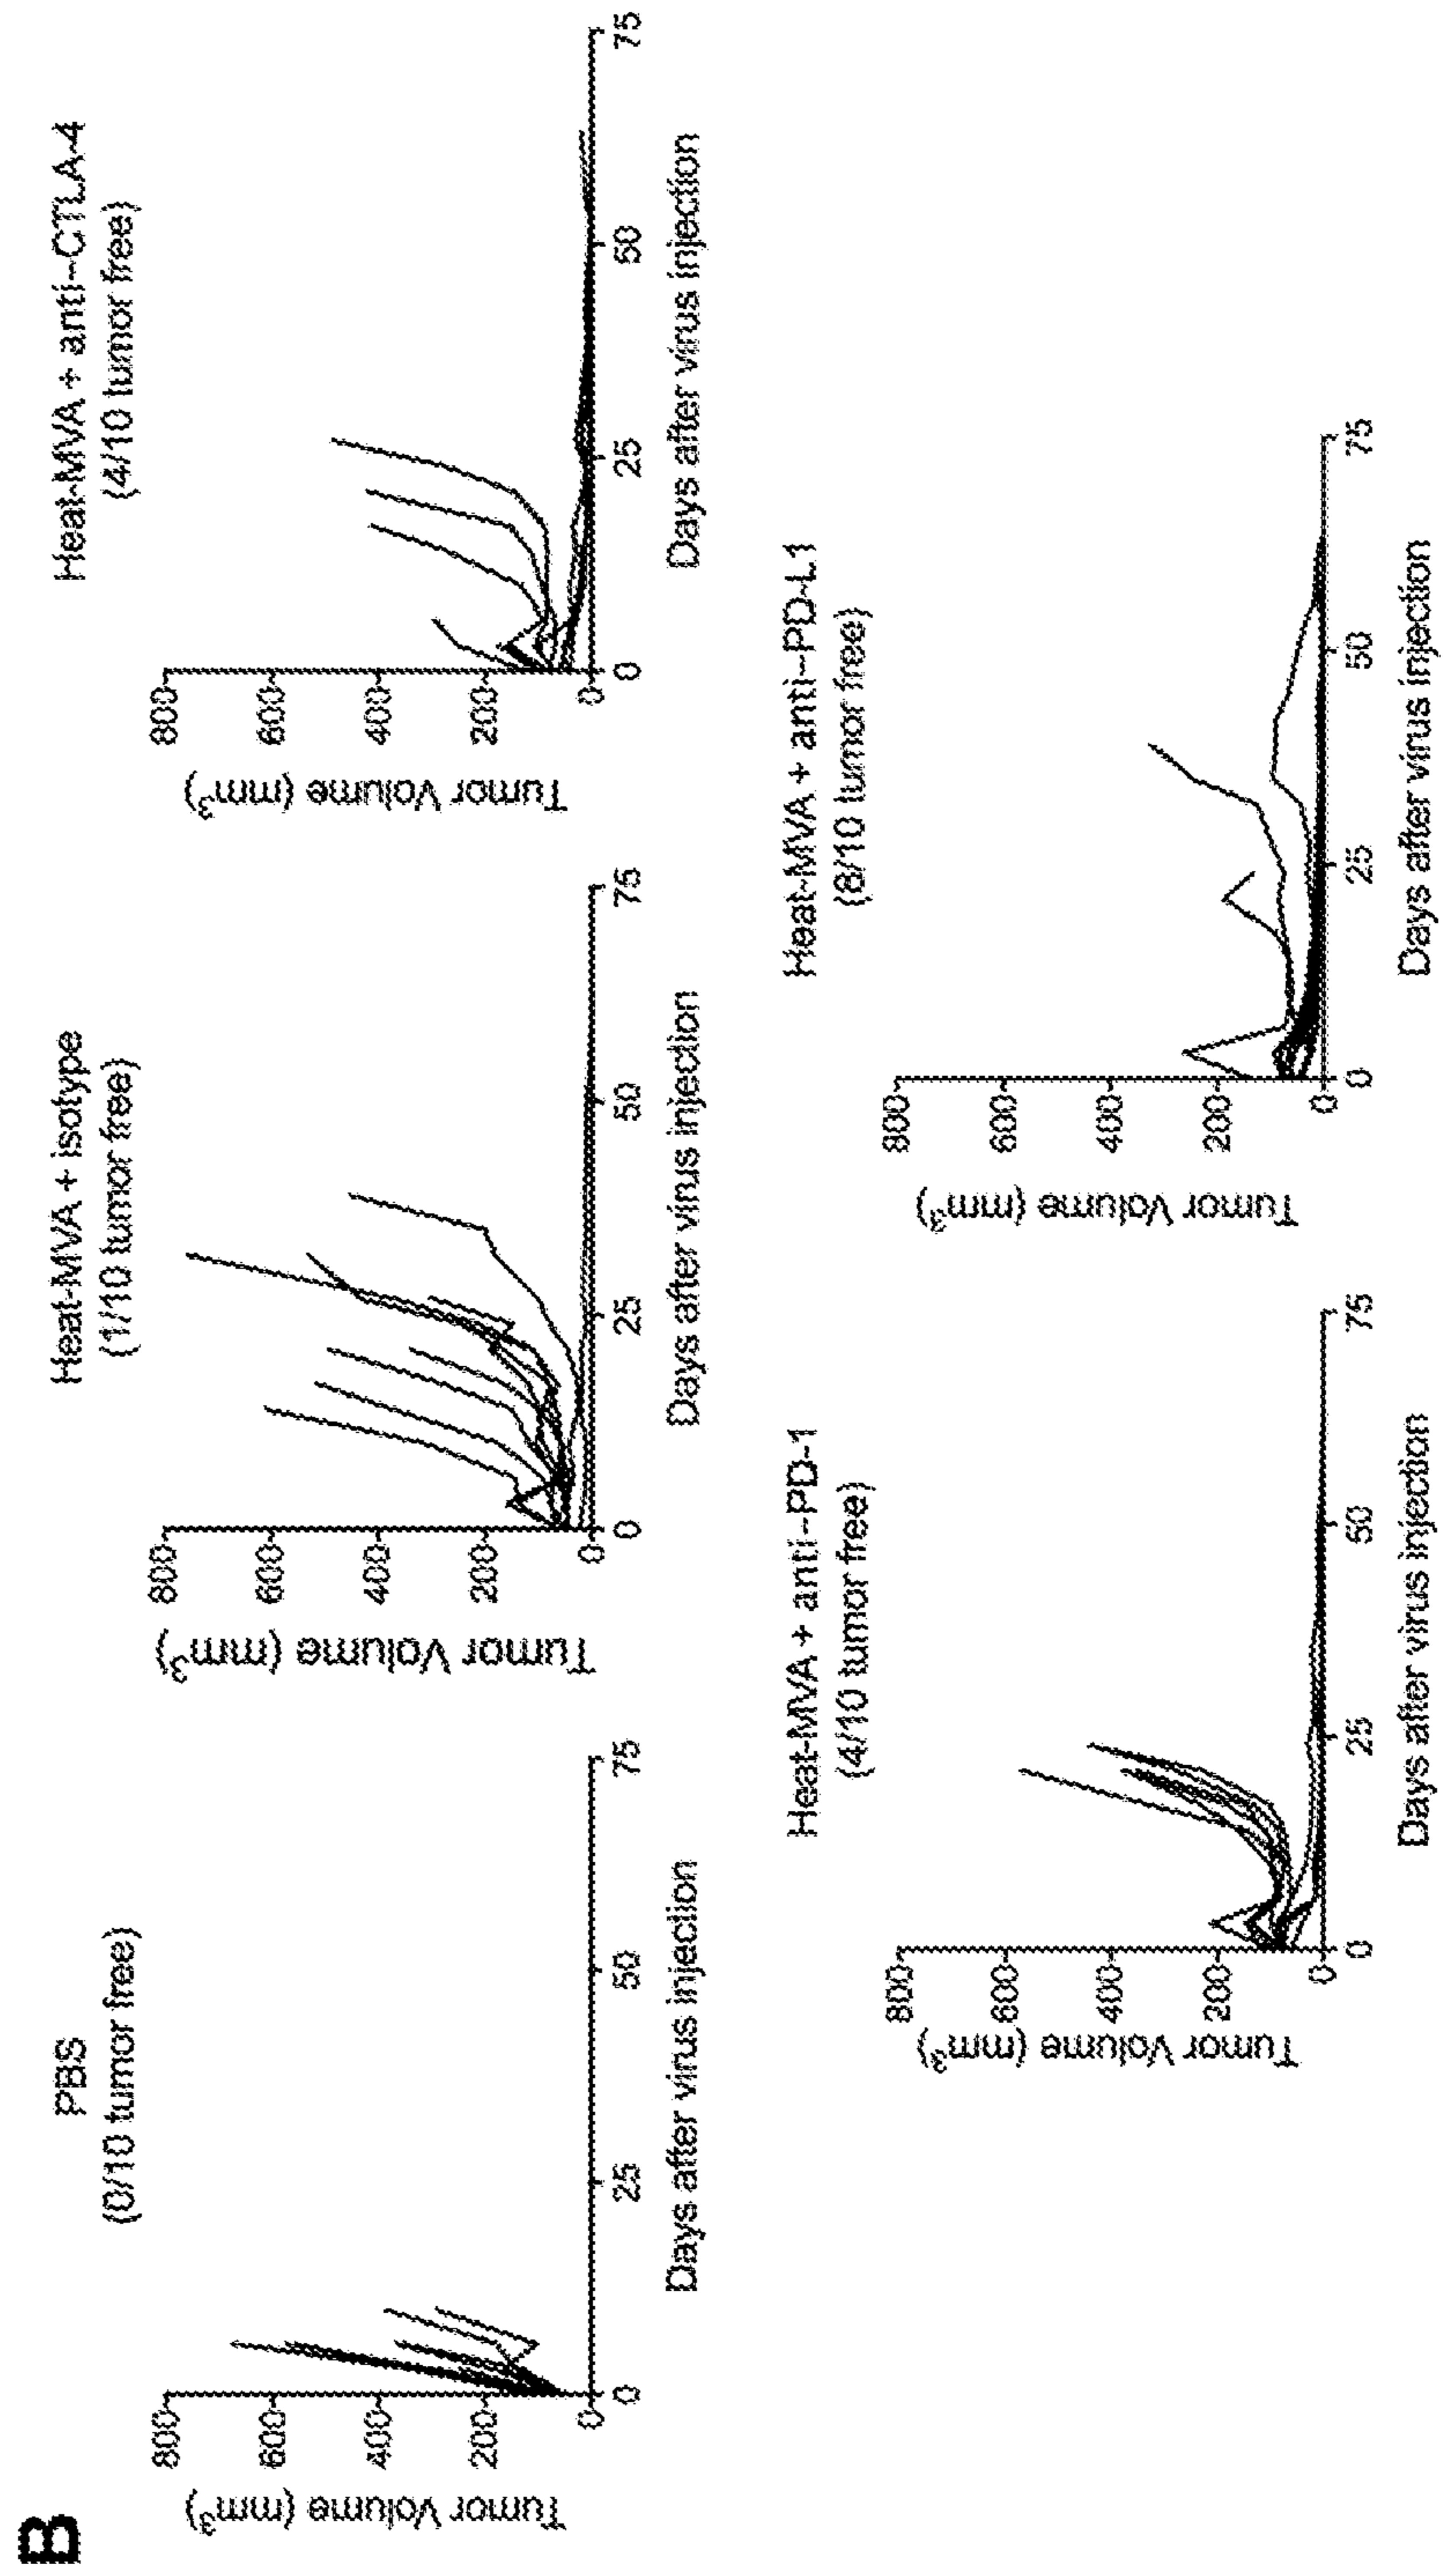 B
PBS
(0/10 tumor free)
Tumor Volume (mm³)
800
600
400
200
0
0
25
50
75
Days after virus injection
Heat-MVA + isotype
(1/10 tumor free)
Tumor Volume (mm³)
800
600
400
200
0
0
25
50
75
Days after virus injection
Heat-MVA + anti-CTLA-4
(4/10 tumor free)
Tumor Volume (mm³)
800
600
400
200
0
0
25
50
75
Days after virus injection
Heat-MVA + anti-PD-1
(4/10 tumor free)
Tumor Volume (mm³)
800
600
400
200
0
0
25
50
75
Days after virus injection
Heat-MVA + anti-PD-L1
(8/10 tumor free)
Tumor Volume (mm³)
800
600
400
200
0
0
25
50
75
Days after virus injection